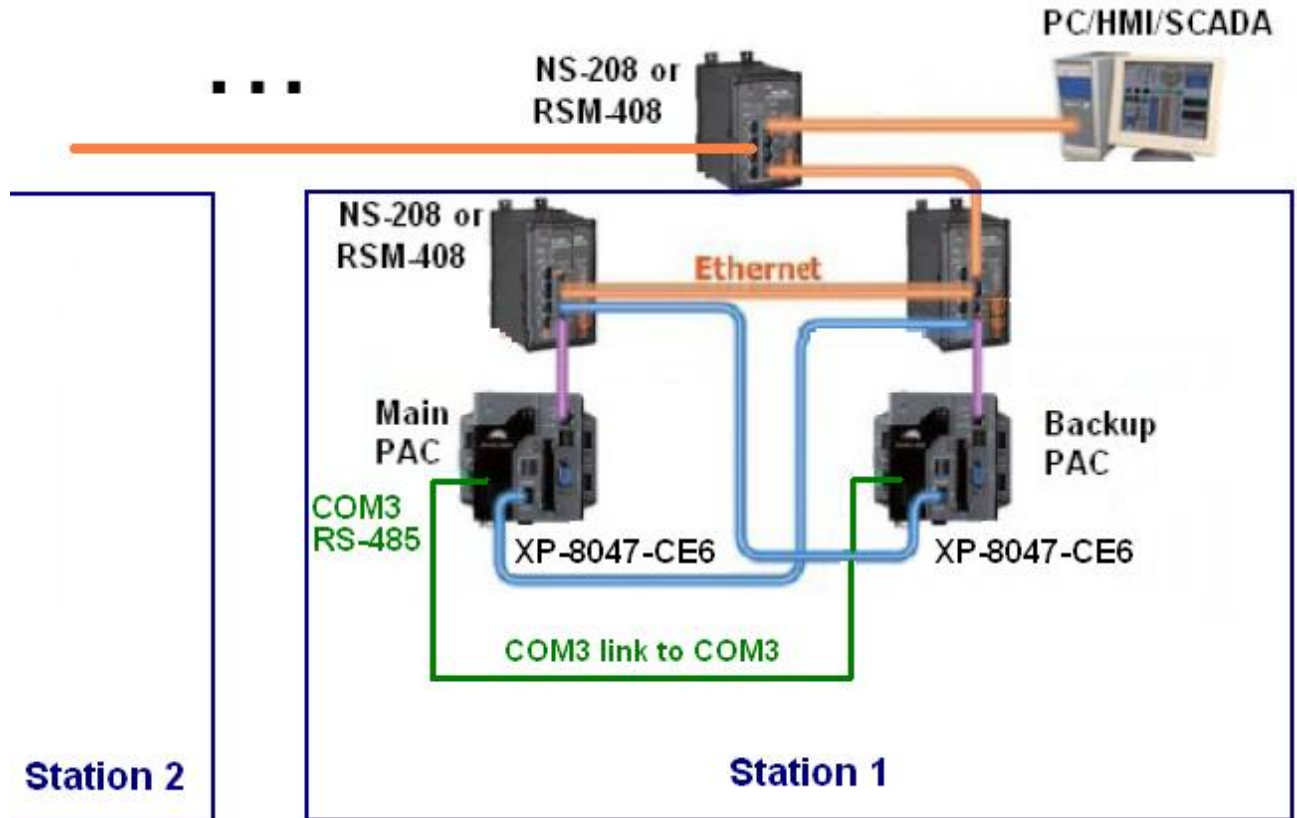 PC/HMI/SCADA
NS-208 or
RSM-408
. . .
NS-208 or
RSM-408
Ethernet
Main
PAC
Backup
PAC
COM3
RS-485
XP-8047-CE6
XP-8047-CE6
COM3 link to COM3
Station 2
Station 1